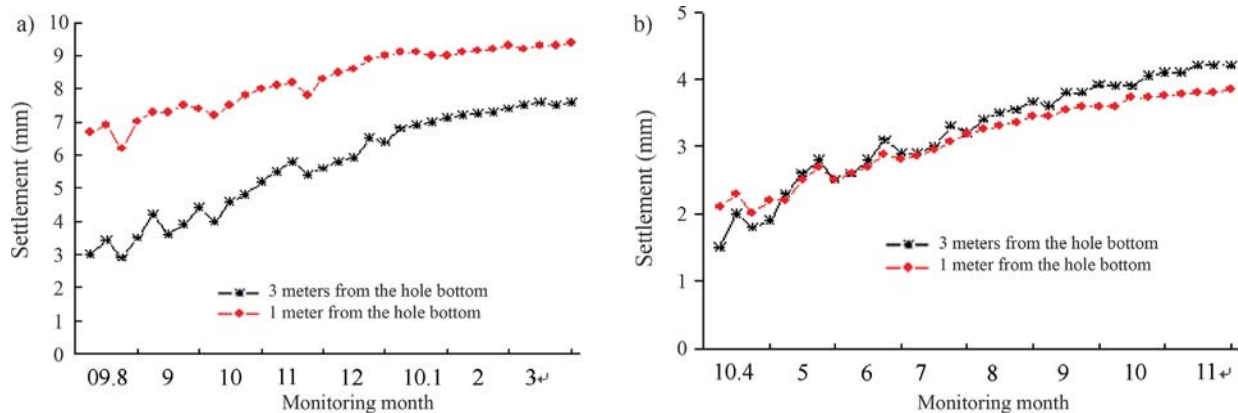 a)
Settlement (mm)
10
9
8
7
6
5
4
3
2
1
0
3 meters from the hole bottom
1 meter from the hole bottom
09.8 9 10 11 12 10.1 2 3↵
Monitoring month
b)
Settlement (mm)
5
4
3
2
1
0
3 meters from the hole bottom
1 meter from the hole bottom
10.4 5 6 7 8 9 10 11↵
Monitoring month